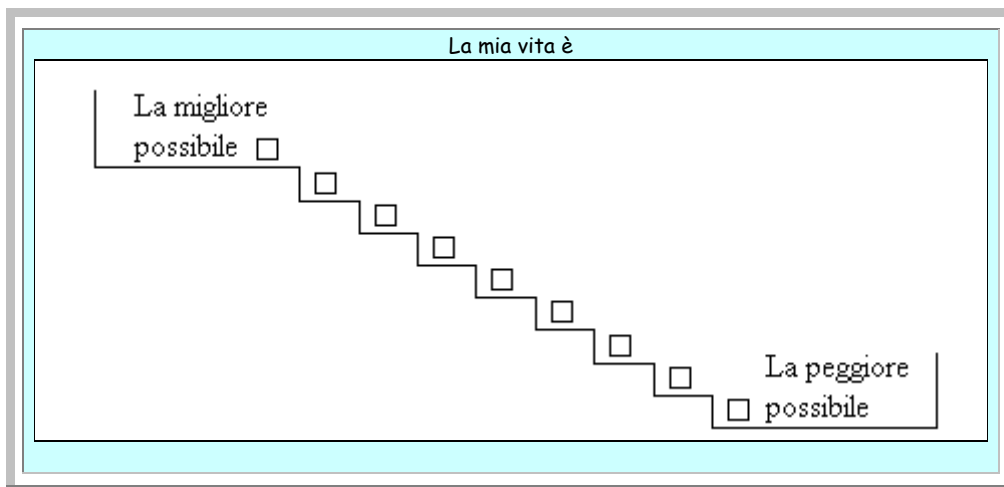 La mia vita è
La migliore
possibile
La peggiore
possibile